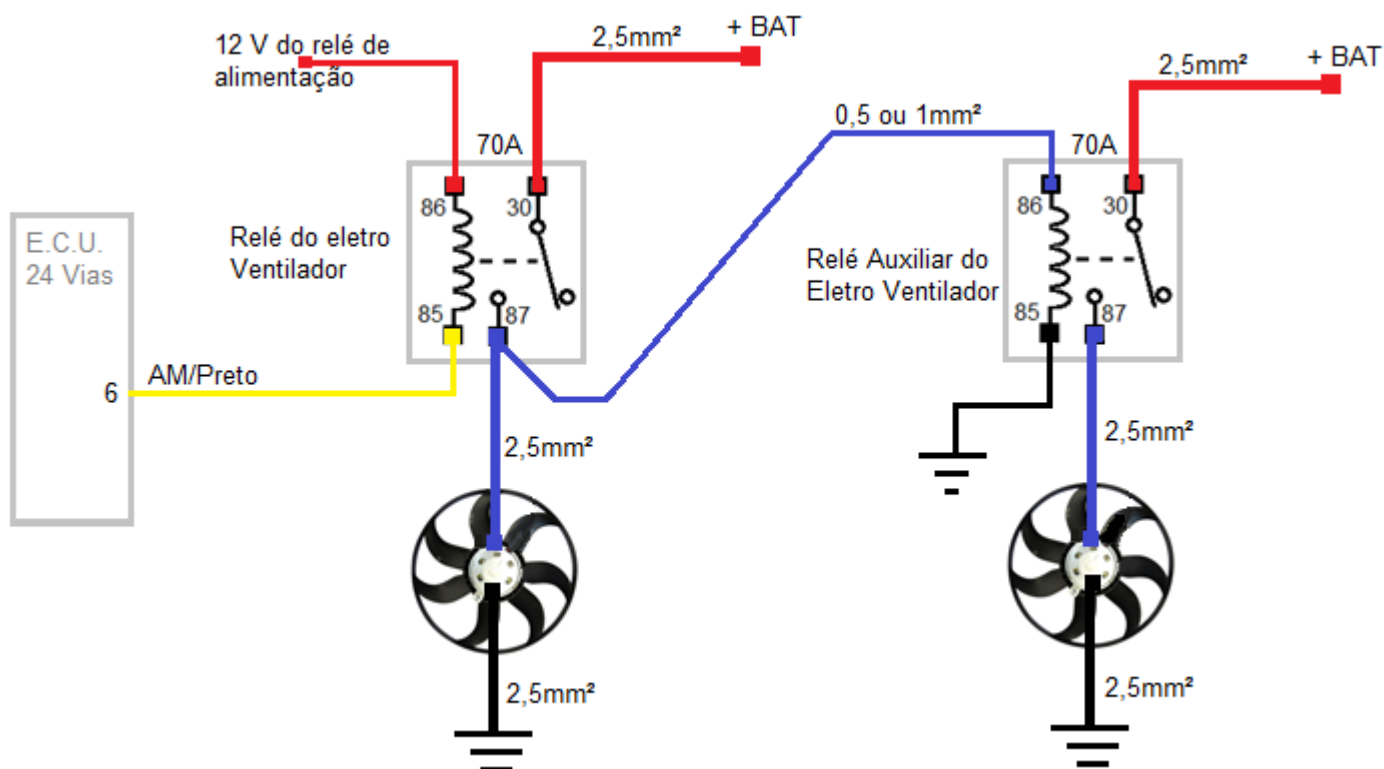 12 V do relé de
alimentação
2,5mm²
+ BAT
70A
86
30
85
87
Relé do eletro
Ventilador
E.C.U.
24 Vias
6
AM/Preto
2,5mm²
2,5mm²
0,5 ou 1mm²
2,5mm²
+ BAT
70A
86
30
85
87
Relé Auxiliar do
Eletro Ventilador
2,5mm²
2,5mm²